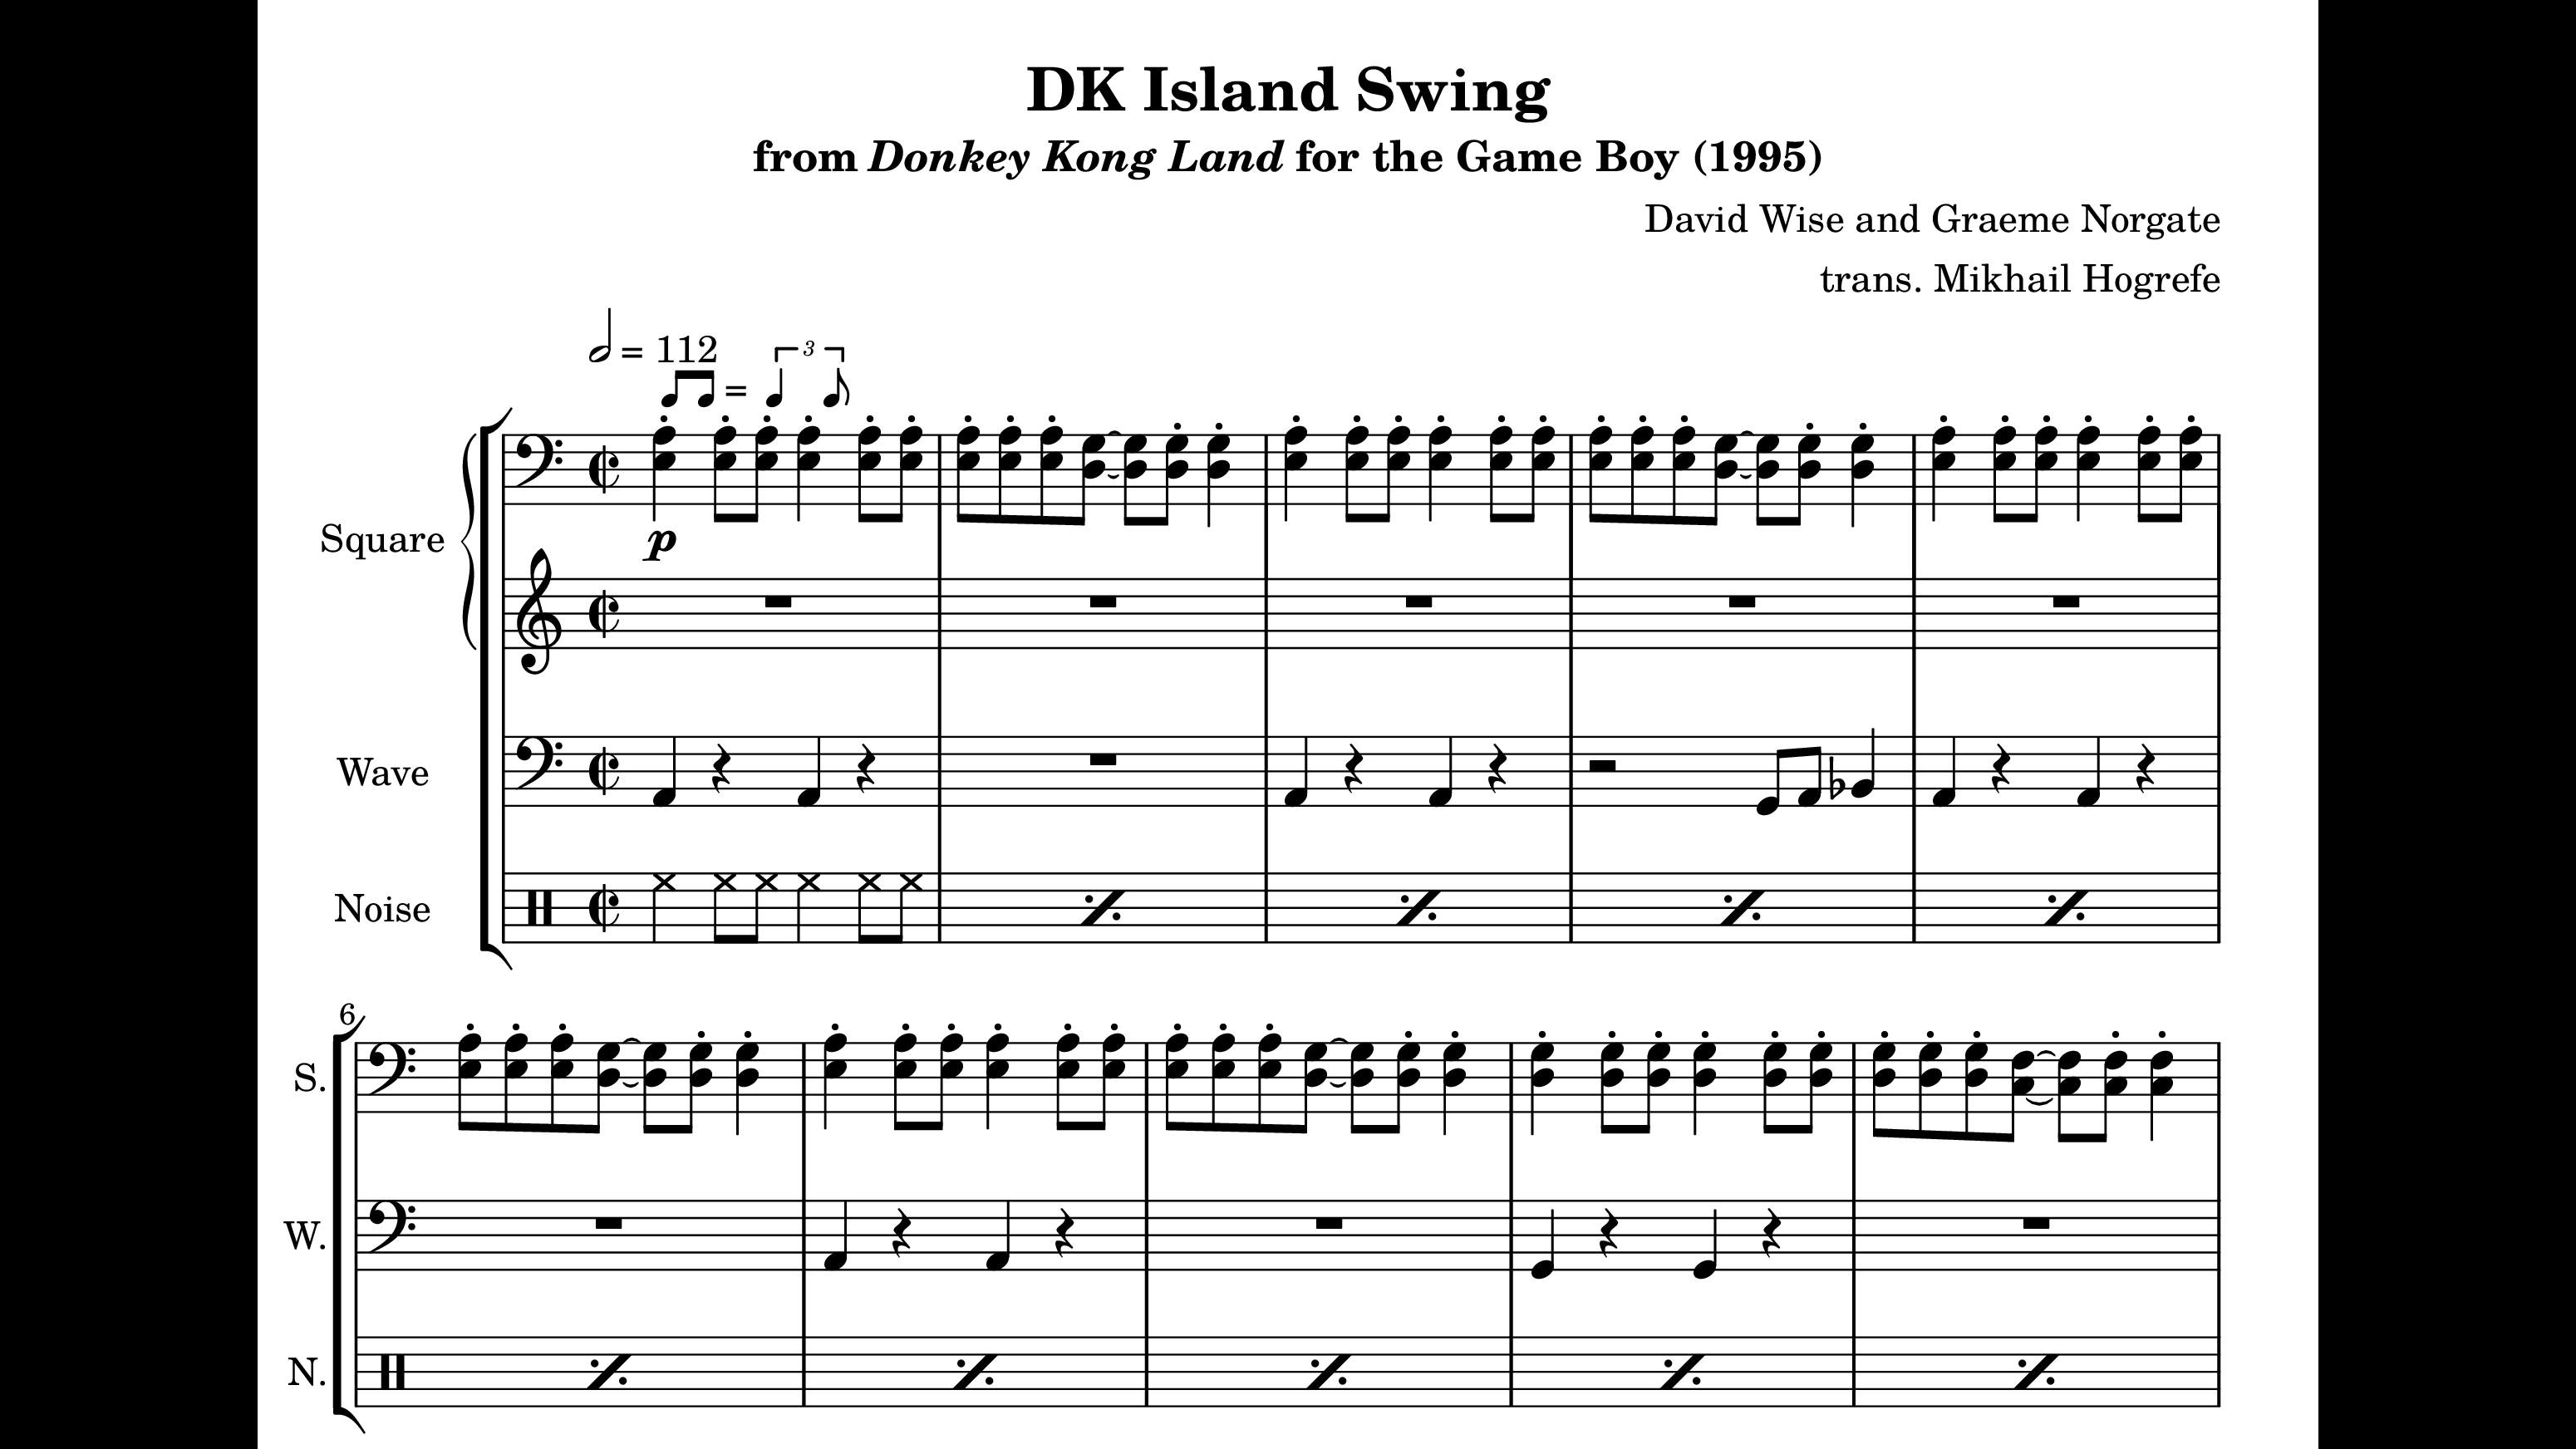 DK Island Swing
from Donkey Kong Land for the Game Boy (1995)
David Wise and Graeme Norgate
trans. Mikhail Hogrefe
= 112
= 3
Square
p
Wave
Noise
6
S.
W.
N.